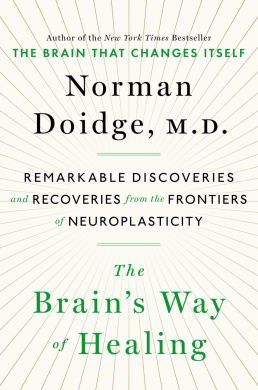 Author of the New York Times Bestseller
THE BRAIN THAT CHANGES ITSELF
Norman
Doidge, M.D.
REMARKABLE DISCOVERIES
and RECOVERIES from the FRONTIERS
of NEUROPLASTICITY
The
Brain's Way
of Healing